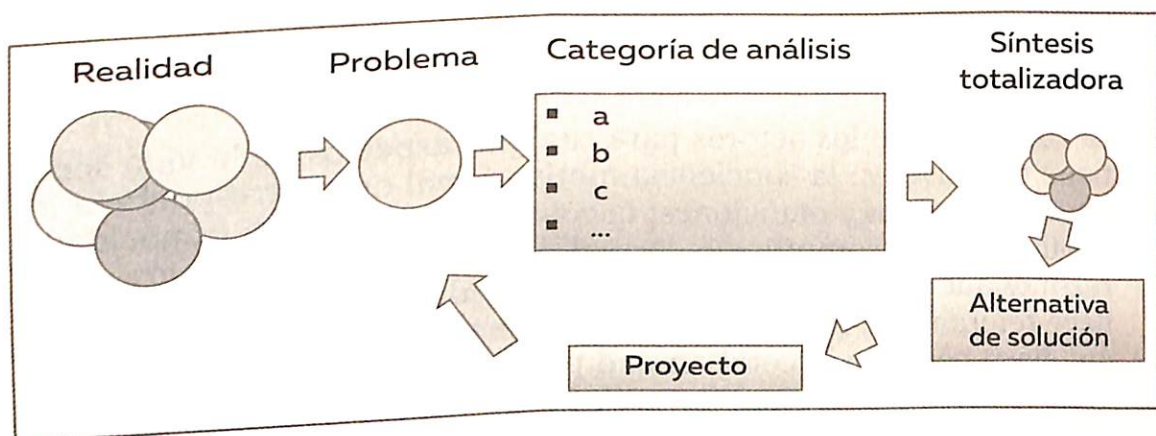 Realidad
Problema
Categoría de análisis
Síntesis
totalizadora
▪ a
▪ b
▪ c
▪ ...
Alternativa
de solución
Proyecto